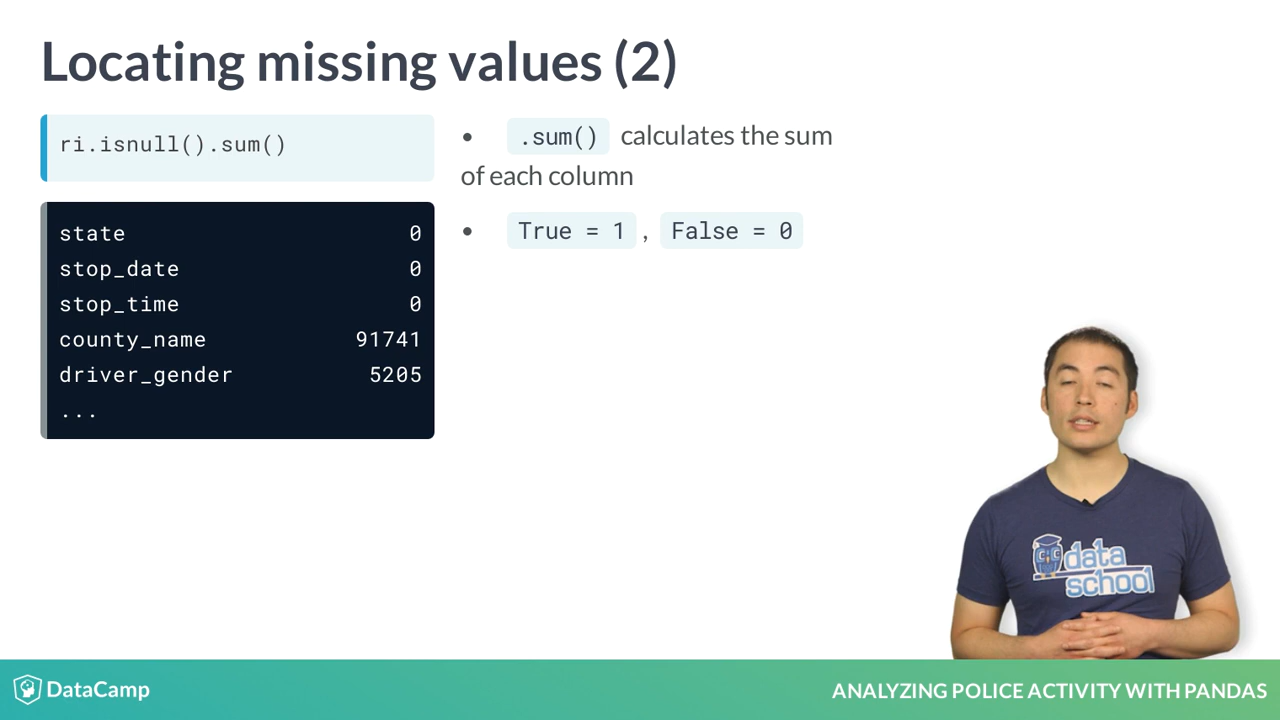 Locating missing values (2)
ri.isnull().sum()
state 0
stop_date 0
stop_time 0
county_name 91741
driver_gender 5205
...
• .sum() calculates the sum
of each column
• True = 1 , False = 0
data
school
DataCamp
ANALYZING POLICE ACTIVITY WITH PANDAS